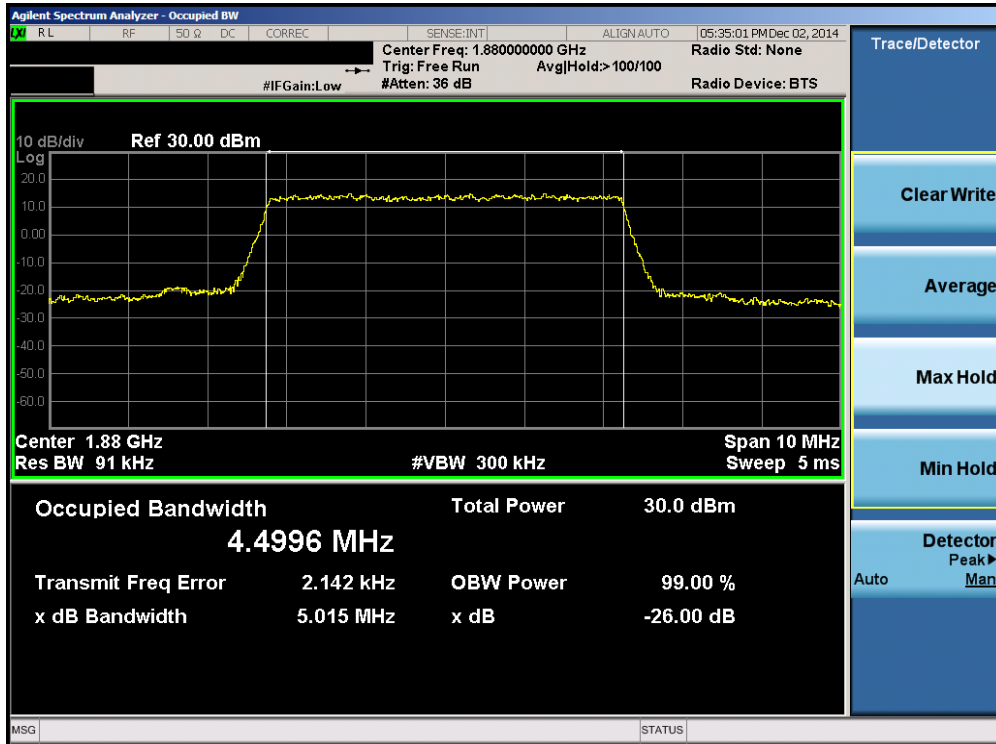 Agilent Spectrum Analyzer - Occupied BW
LXI RL RF 50 Ω DC CORREC SENSE:INT ALIGN AUTO 05:35:01 PM Dec 02, 2014
Center Freq: 1.880000000 GHz Radio Std: None
Trig: Free Run Avg|Hold:>100/100
#IFGain:Low #Atten: 36 dB Radio Device: BTS
10 dB/div Ref 30.00 dBm
Log
20.0
10.0
0.00
-10.0
-20.0
-30.0
-40.0
-50.0
-60.0
Center 1.88 GHz Span 10 MHz
Res BW 91 kHz #VBW 300 kHz Sweep 5 ms
Occupied Bandwidth Total Power 30.0 dBm
4.4996 MHz
Transmit Freq Error 2.142 kHz OBW Power 99.00 %
x dB Bandwidth 5.015 MHz x dB -26.00 dB
MSG STATUS
Trace/Detector
Clear Write
Average
Max Hold
Min Hold
Detector
Peak▶
Auto Man